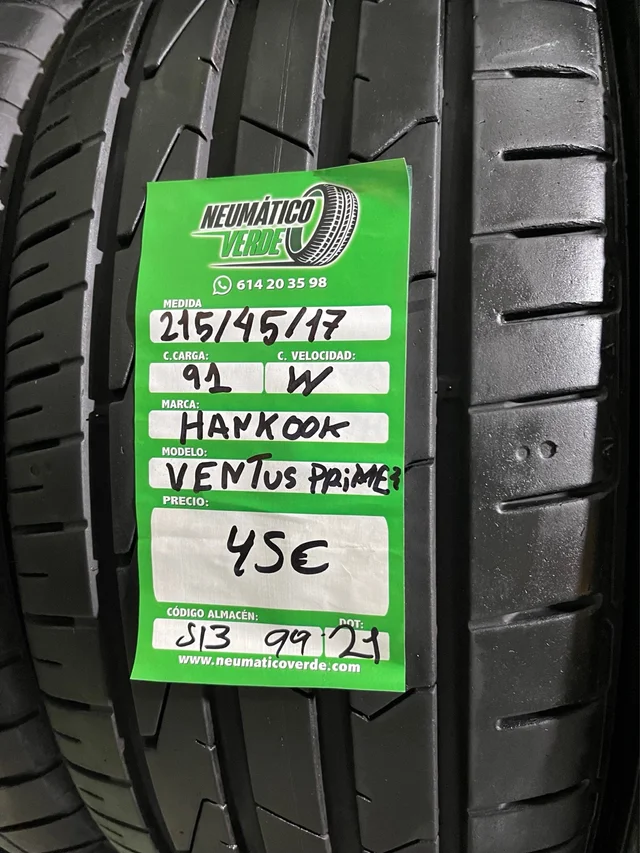 NEUMÁTICO
VERDE
614 20 35 98
MEDIDA
215/45/17
C.CARGA: C. VELOCIDAD:
91 W
MARCA:
HANKOOK
MODELO:
VENTUS PRIME3
PRECIO:
45€
CÓDIGO ALMACÉN: DOT:
S13 99 21
www.neumaticoverde.com